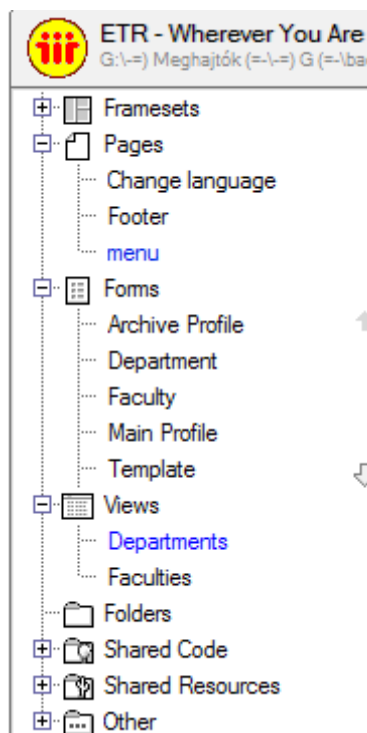 ETR - Wherever You Are
G:\-=) Meghajtók (=-\-=) G (=-\ba
Framesets
Pages
Change language
Footer
menu
Forms
Archive Profile
Department
Faculty
Main Profile
Template
Views
Departments
Faculties
Folders
Shared Code
Shared Resources
Other